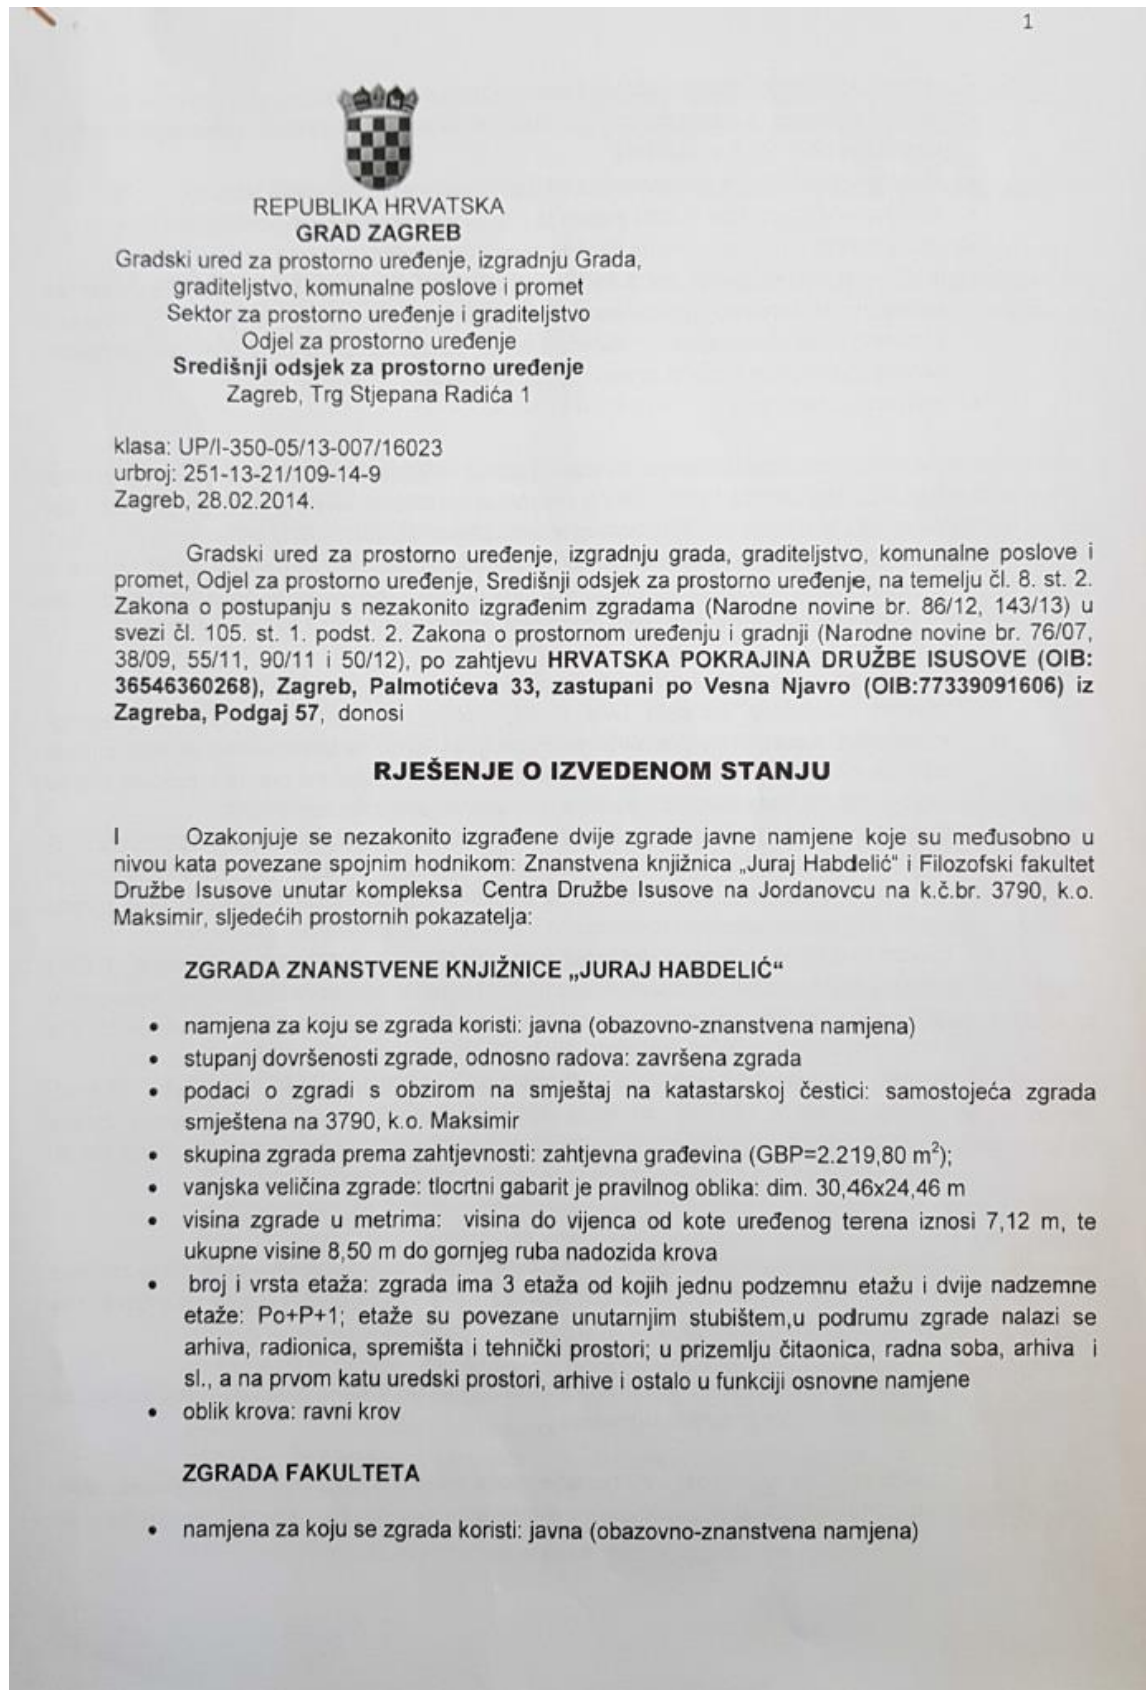 1
REPUBLIKA HRVATSKA
GRAD ZAGREB
Gradski ured za prostorno uređenje, izgradnju Grada,
graditeljstvo, komunalne poslove i promet
Sektor za prostorno uređenje i graditeljstvo
Odjel za prostorno uređenje
Središnji odsjek za prostorno uređenje
Zagreb, Trg Stjepana Radića 1
klasa: UP/I-350-05/13-007/16023
urbroj: 251-13-21/109-14-9
Zagreb, 28.02.2014.
Gradski ured za prostorno uređenje, izgradnju grada, graditeljstvo, komunalne poslove i
promet, Odjel za prostorno uređenje, Središnji odsjek za prostorno uređenje, na temelju čl. 8. st. 2.
Zakona o postupanju s nezakonito izgrađenim zgradama (Narodne novine br. 86/12, 143/13) u
svezi čl. 105. st. 1. podst. 2. Zakona o prostornom uređenju i gradnji (Narodne novine br. 76/07,
38/09, 55/11, 90/11 i 50/12), po zahtjevu HRVATSKA POKRAJINA DRUŽBE ISUSOVE (OIB:
36546360268), Zagreb, Palmotićeva 33, zastupani po Vesna Njavro (OIB:77339091606) iz
Zagreba, Podgaj 57, donosi
RJEŠENJE O IZVEDENOM STANJU
I Ozakonjuje se nezakonito izgrađene dvije zgrade javne namjene koje su međusobno u
nivou kata povezane spojnim hodnikom: Znanstvena knjižnica „Juraj Habdelić“ i Filozofski fakultet
Družbe Isusove unutar kompleksa Centra Družbe Isusove na Jordanovcu na k.č.br. 3790, k.o.
Maksimir, sljedećih prostornih pokazatelja:
ZGRADA ZNANSTVENE KNJIŽNICE „JURAJ HABDELIĆ“
• namjena za koju se zgrada koristi: javna (obazovno-znanstvena namjena)
• stupanj dovršenosti zgrade, odnosno radova: završena zgrada
• podaci o zgradi s obzirom na smještaj na katastarskoj čestici: samostojeća zgrada
smještena na 3790, k.o. Maksimir
• skupina zgrada prema zahtjevnosti: zahtjevna građevina (GBP=2.219,80 m²);
• vanjska veličina zgrade: tlocrtni gabarit je pravilnog oblika: dim. 30,46x24,46 m
• visina zgrade u metrima: visina do vijenca od kote uređenog terena iznosi 7,12 m, te
ukupne visine 8,50 m do gornjeg ruba nadozida krova
• broj i vrsta etaža: zgrada ima 3 etaža od kojih jednu podzemnu etažu i dvije nadzemne
etaže: Po+P+1; etaže su povezane unutarnjim stubištem,u podrumu zgrade nalazi se
arhiva, radionica, spremišta i tehnički prostori; u prizemlju čitaonica, radna soba, arhiva i
sl., a na prvom katu uredski prostori, arhive i ostalo u funkciji osnovne namjene
• oblik krova: ravni krov
ZGRADA FAKULTETA
• namjena za koju se zgrada koristi: javna (obazovno-znanstvena namjena)